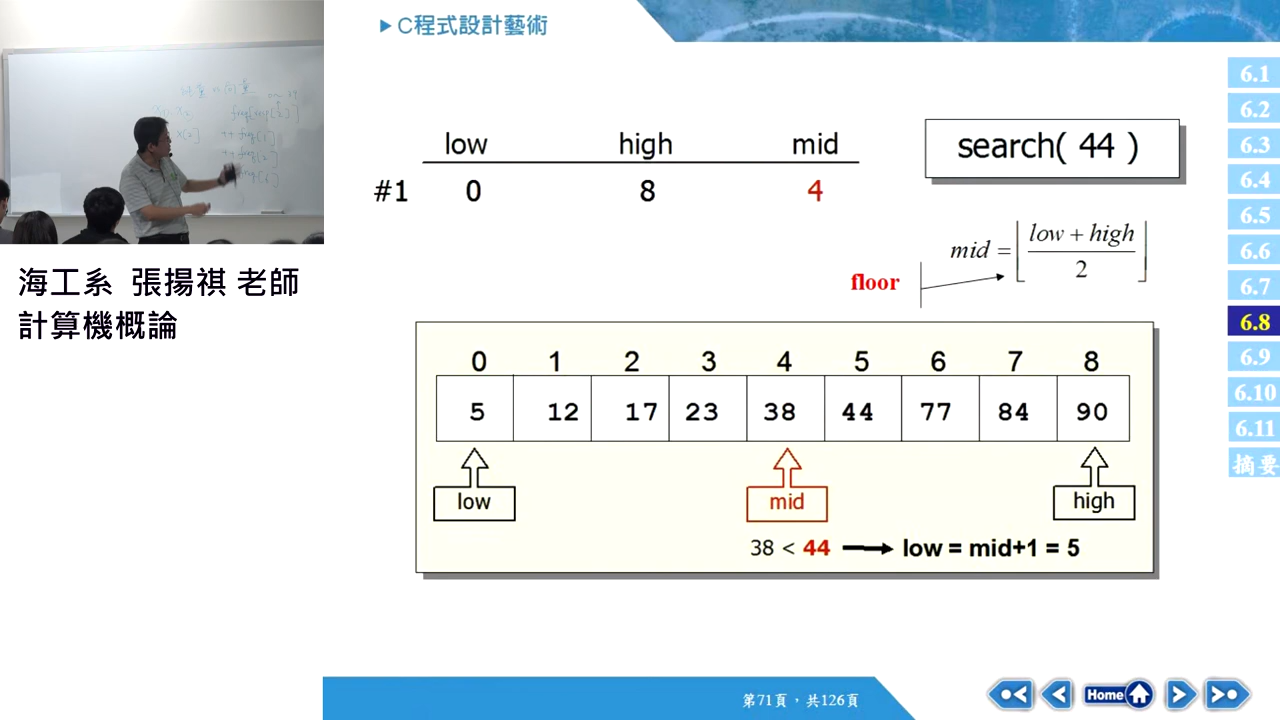 C程式設計藝術
low high mid
#1 0 8 4
search( 44 )
mid = ⌊(low + high) / 2⌋
floor
0 1 2 3 4 5 6 7 8
5 12 17 23 38 44 77 84 90
low mid high
38 < 44 low = mid+1 = 5
海工系 張揚祺 老師
計算機概論
6.1
6.2
6.3
6.4
6.5
6.6
6.7
6.8
6.9
6.10
6.11
摘要
第71頁，共126頁
Home